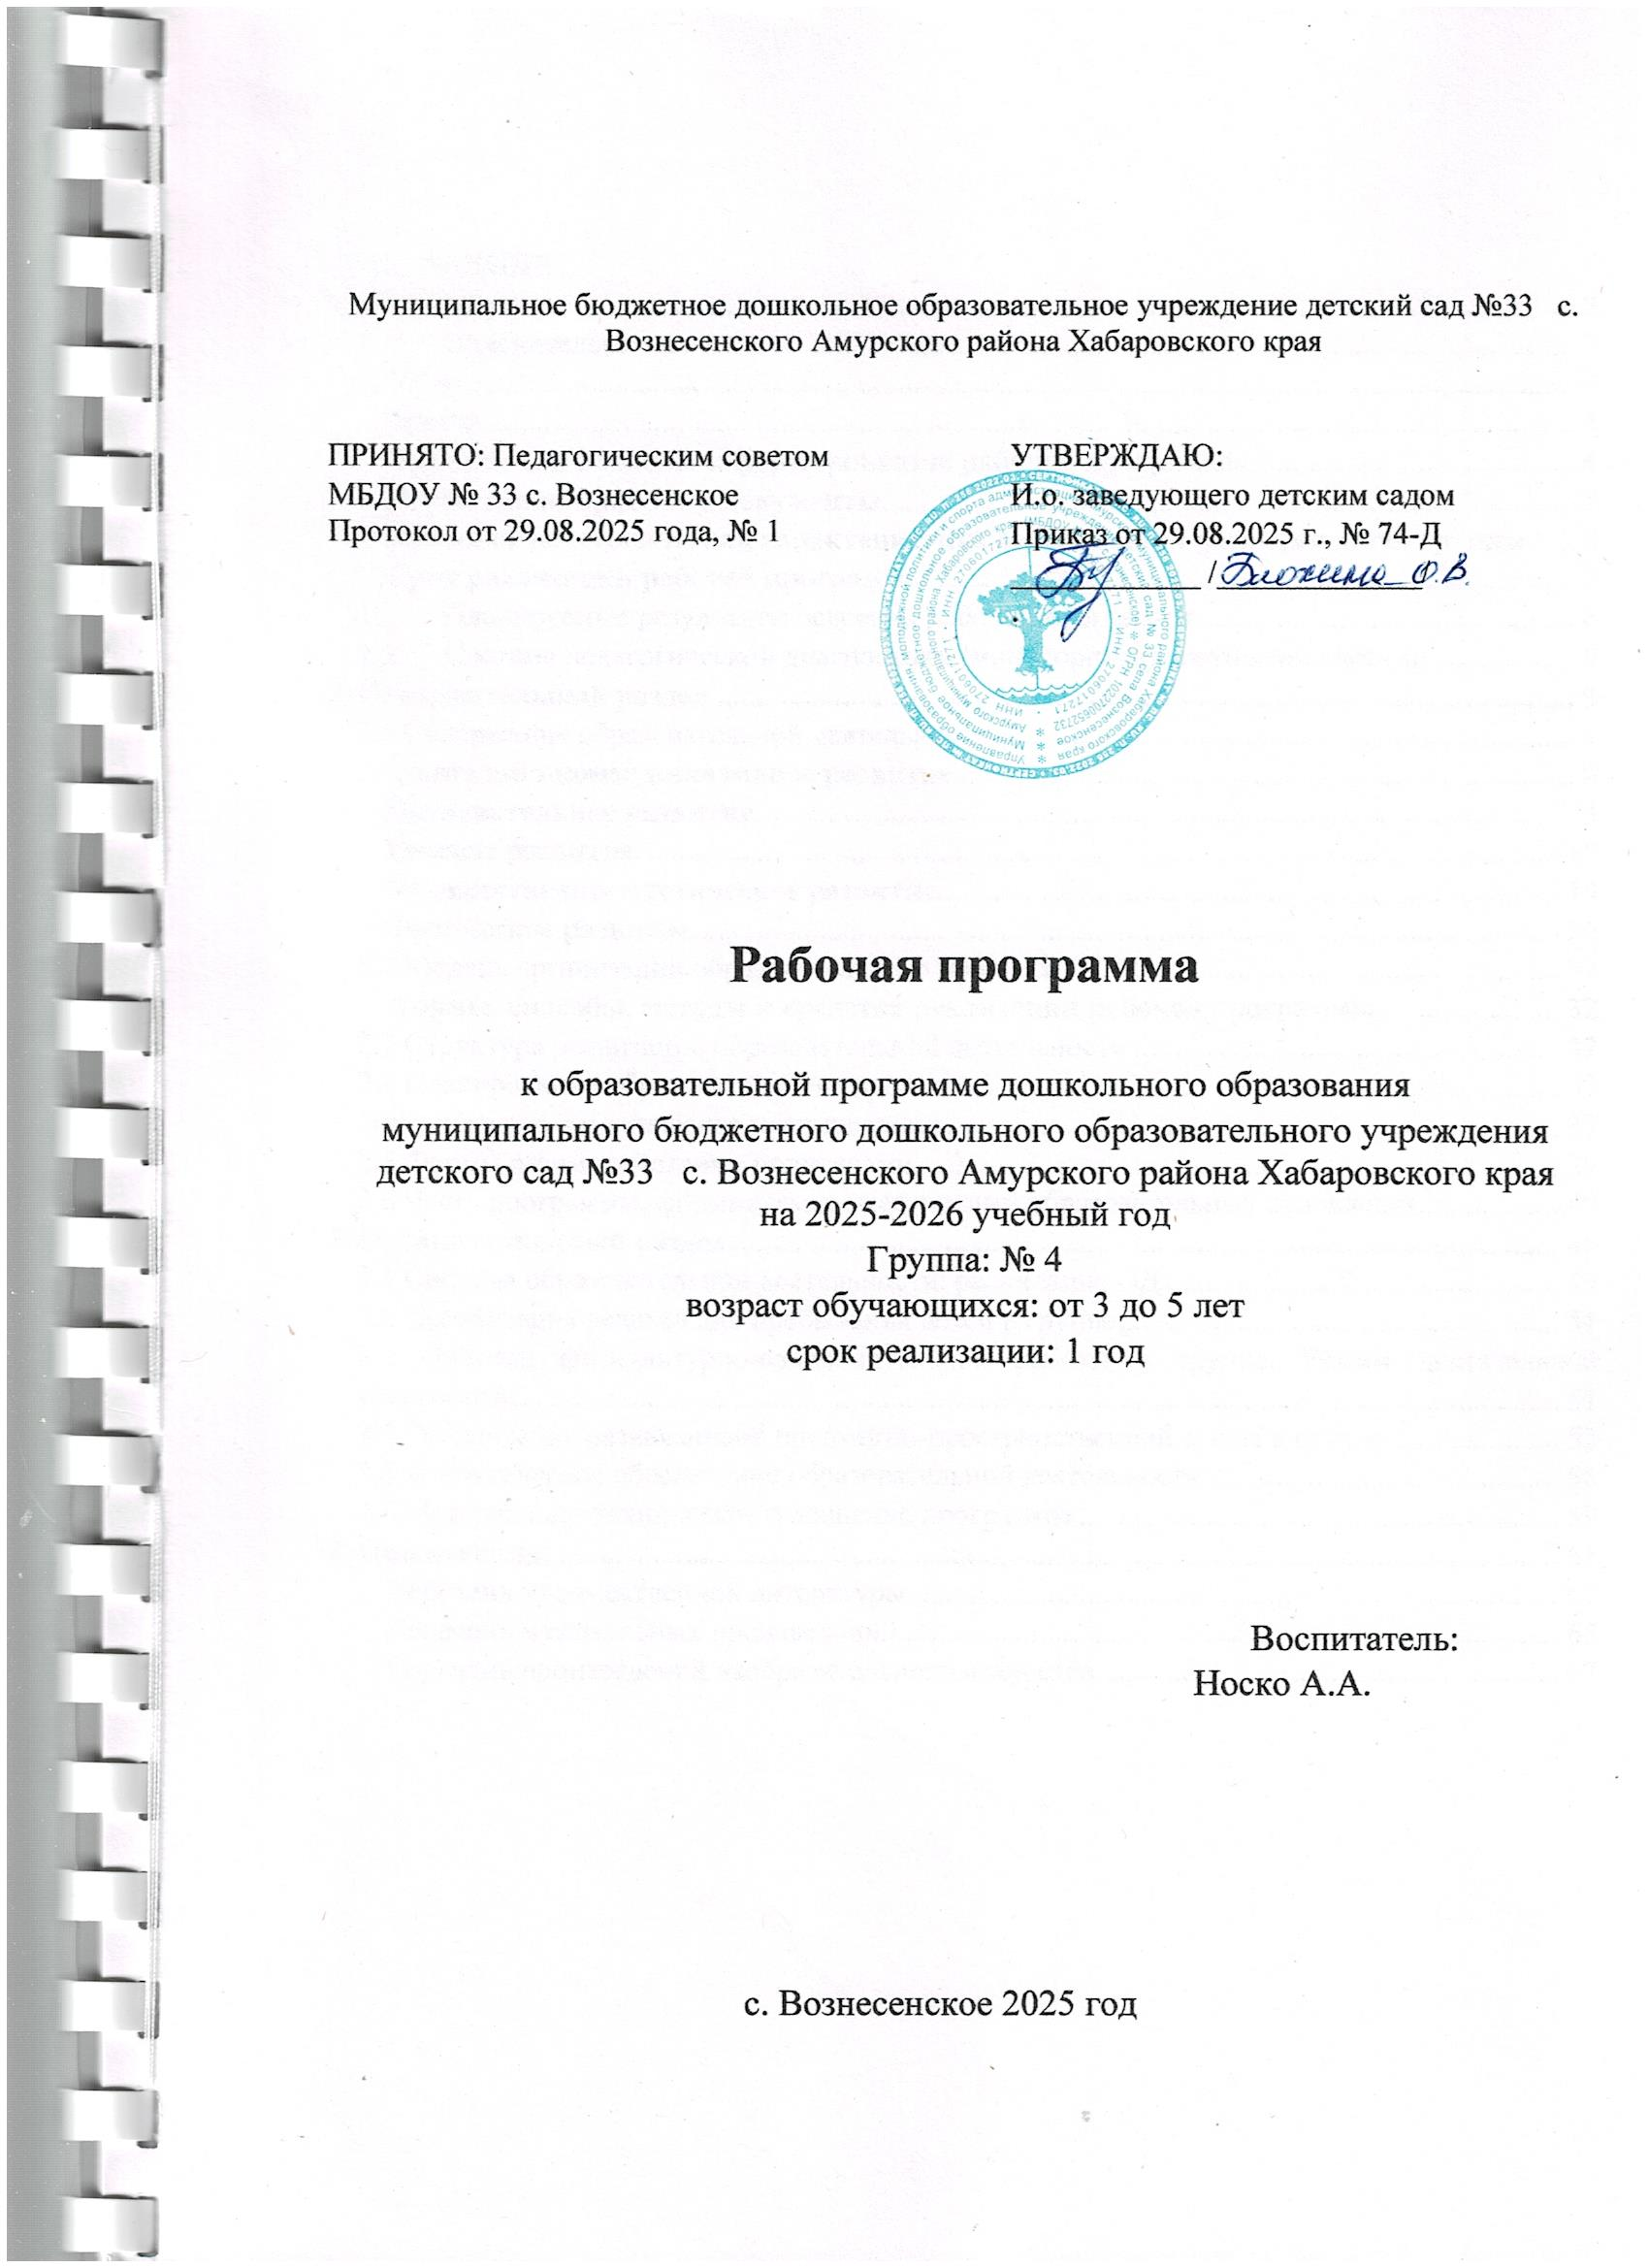 Муниципальное бюджетное дошкольное образовательное учреждение детский сад №33 с.
Вознесенского Амурского района Хабаровского края
ПРИНЯТО: Педагогическим советом
МБДОУ № 33 с. Вознесенское
Протокол от 29.08.2025 года, № 1
УТВЕРЖДАЮ:
И.о. заведующего детским садом
Приказ от 29.08.2025 г., № 74-Д
/ Блохина О.В.
Рабочая программа
к образовательной программе дошкольного образования
муниципального бюджетного дошкольного образовательного учреждения
детского сад №33 с. Вознесенского Амурского района Хабаровского края
на 2025-2026 учебный год
Группа: № 4
возраст обучающихся: от 3 до 5 лет
срок реализации: 1 год
Воспитатель:
Носко А.А.
с. Вознесенское 2025 год